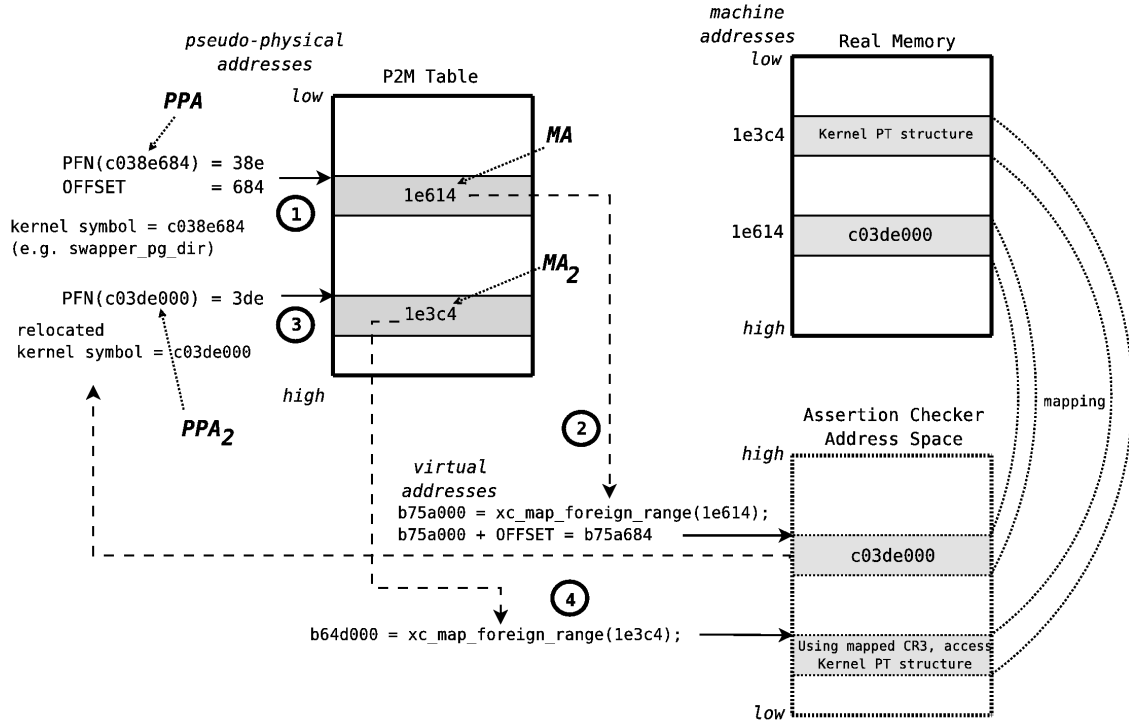 machine
addresses
Real Memory
low
pseudo-physical
addresses
P2M Table
low
PPA
MA
1e3c4
Kernel PT structure
PFN(c038e684) = 38e
OFFSET = 684
1e614
1
kernel symbol = c038e684
(e.g. swapper_pg_dir)
1e614
c03de000
MA2
PFN(c03de000) = 3de
1e3c4
3
relocated
kernel symbol = c03de000
high
high
PPA2
2
mapping
Assertion Checker
Address Space
high
virtual
addresses
b75a000 = xc_map_foreign_range(1e614);
b75a000 + OFFSET = b75a684
c03de000
4
b64d000 = xc_map_foreign_range(1e3c4);
Using mapped CR3, access
Kernel PT structure
low